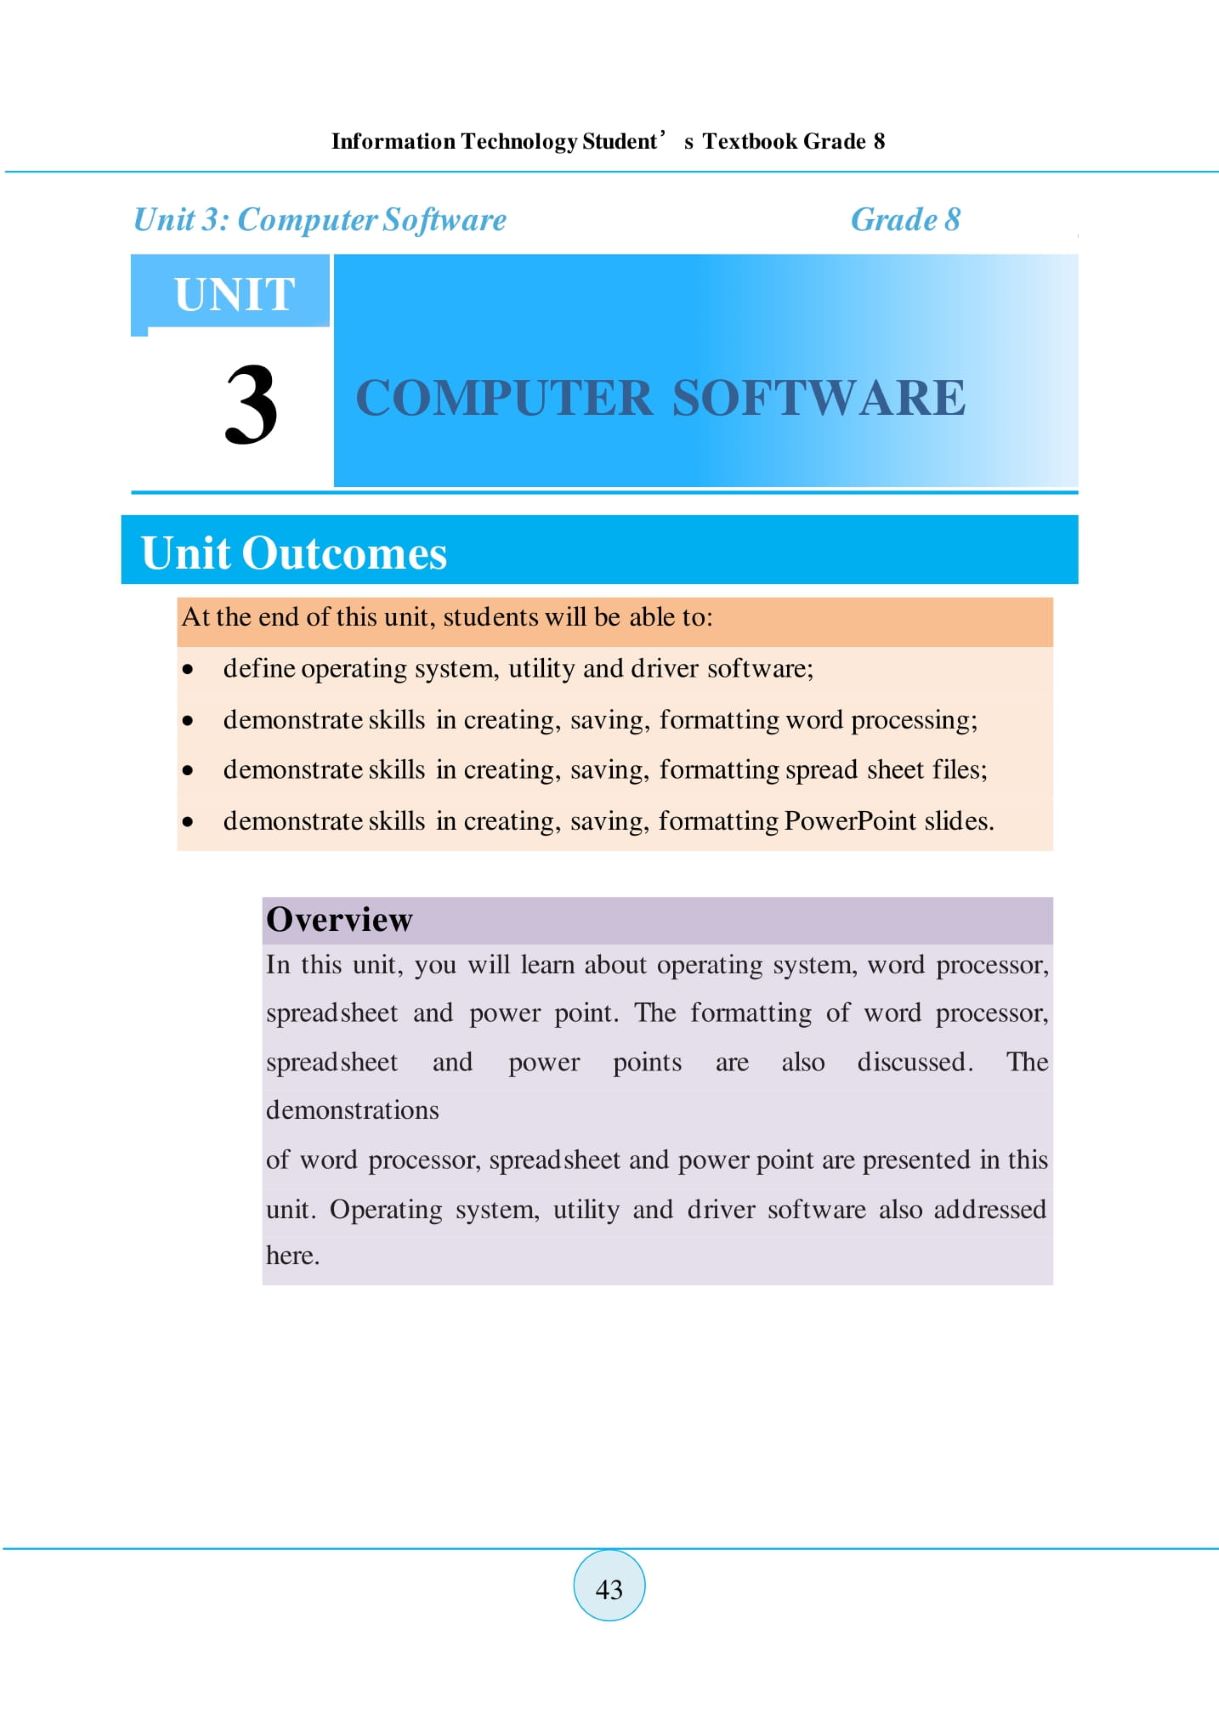 Information Technology Student’s Textbook Grade 8
Unit 3: Computer Software Grade 8
UNIT
3
COMPUTER SOFTWARE
Unit Outcomes
At the end of this unit, students will be able to:
• define operating system, utility and driver software;
• demonstrate skills in creating, saving, formatting word processing;
• demonstrate skills in creating, saving, formatting spread sheet files;
• demonstrate skills in creating, saving, formatting PowerPoint slides.
Overview
In this unit, you will learn about operating system, word processor,
spreadsheet and power point. The formatting of word processor,
spreadsheet and power points are also discussed. The
demonstrations
of word processor, spreadsheet and power point are presented in this
unit. Operating system, utility and driver software also addressed
here.
43